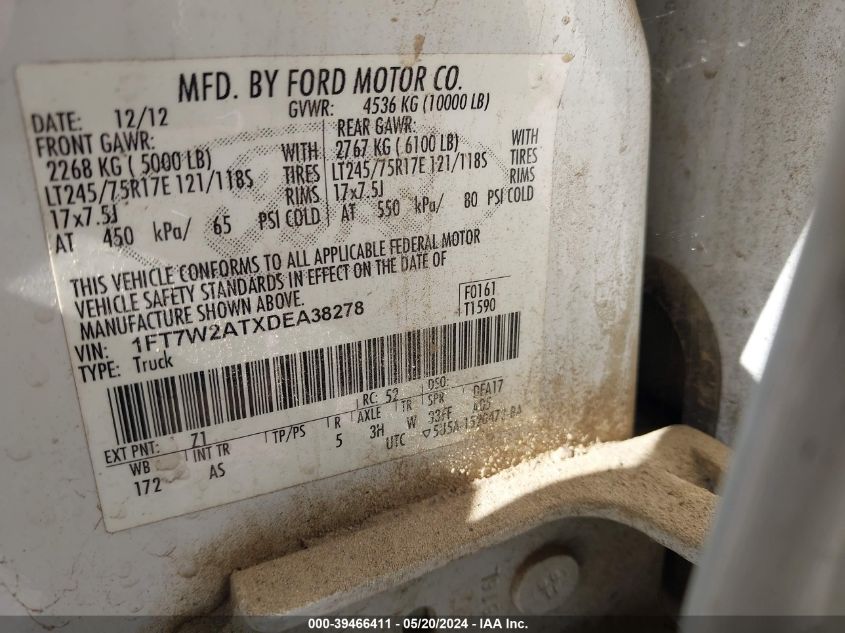 MFD. BY FORD MOTOR CO.
DATE: 12/12 GVWR: 4536 KG (10000 LB)
FRONT GAWR: REAR GAWR:
2268 KG ( 5000 LB) WITH 2767 KG ( 6100 LB) WITH
LT245/75R17E 121/118S TIRES LT245/75R17E 121/118S TIRES
17x7.5J RIMS 17x7.5J RIMS
AT 450 kPa/ 65 PSI COLD AT 550 kPa/ 80 PSI COLD
THIS VEHICLE CONFORMS TO ALL APPLICABLE FEDERAL MOTOR
VEHICLE SAFETY STANDARDS IN EFFECT ON THE DATE OF
MANUFACTURE SHOWN ABOVE.
F0161
T1590
VIN: 1FT7W2ATXDEA38278
TYPE: Truck
RC: 52 DSO:
EXT PNT: 71 TP/PS R AXLE TR SPR DEA17
WB INT TR 5 3H W 33FF
172 AS UTC
000-39466411 - 05/20/2024 - IAA Inc.